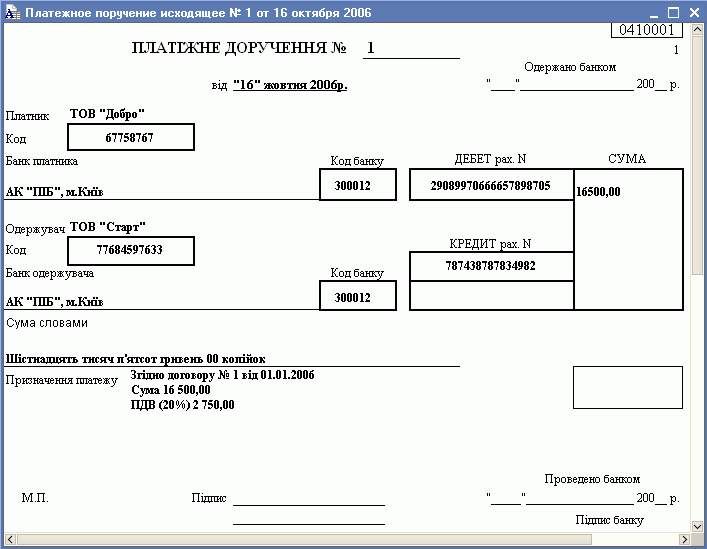 Платежное поручение исходящее № 1 от 16 октября 2006
0410001
ПЛАТІЖНЕ ДОРУЧЕННЯ № 1
1
Одержано банком
від "16" жовтня 2006р.
"____"____________________ 200__ р.
Платник ТОВ "Добро"
Код 67758767
Банк платника Код банку ДЕБЕТ рах. N СУМА
АК "ПІБ", м.Київ 300012 29089970666657898705 16500,00
Одержувач ТОВ "Старт"
Код 77684597633
КРЕДИТ рах. N
787438787834982
Банк одержувача Код банку
АК "ПІБ", м.Київ 300012
Сума словами
Шістнадцять тисяч п'ятсот гривень 00 копійок
Призначення платежу Згідно договору № 1 від 01.01.2006
Сума 16 500,00
ПДВ (20%) 2 750,00
Проведено банком
М.П. Підпис "____"____________________ 200__ р.
Підпис банку